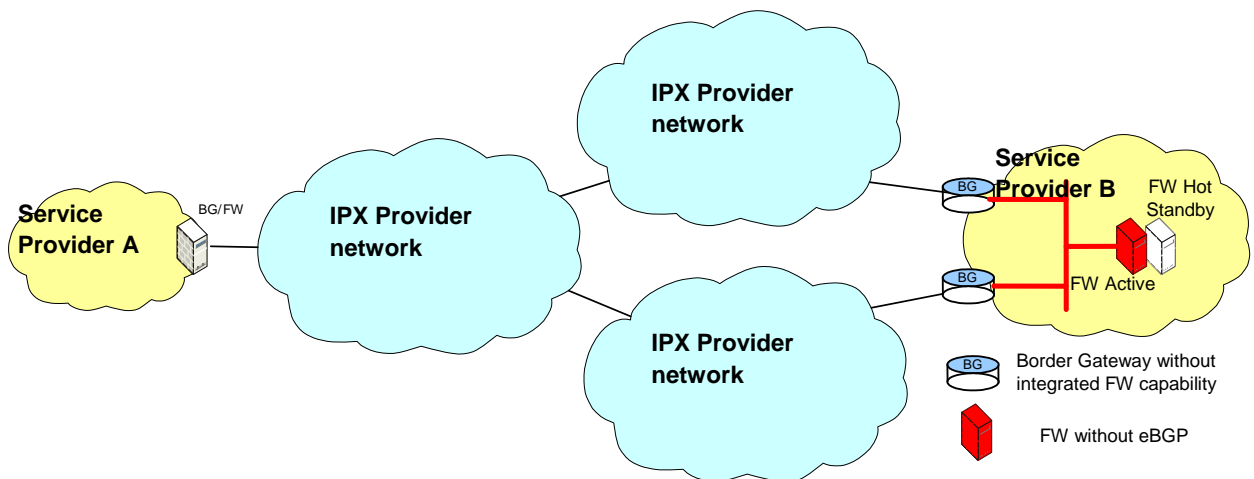 IPX Provider
network
Service
Provider A
BG/FW
IPX Provider
network
BG
Service
Provider B
FW Hot
Standby
BG
FW Active
IPX Provider
network
BG
Border Gateway without
integrated FW capability
FW without eBGP